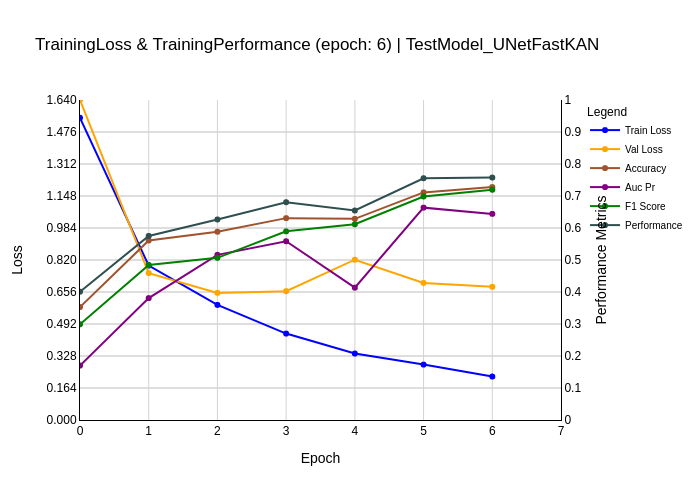 TrainingLoss & TrainingPerformance (epoch: 6) | TestModel_UNetFastKAN
1.640
1.476
1.312
1.148
0.984
0.820
0.656
0.492
0.328
0.164
0.000
Loss
0 1 2 3 4 5 6 7
Epoch
1
0.9
0.8
0.7
0.6
0.5
0.4
0.3
0.2
0.1
0
Performance Metrics
Legend
Train Loss
Val Loss
Accuracy
Auc Pr
F1 Score
Performance